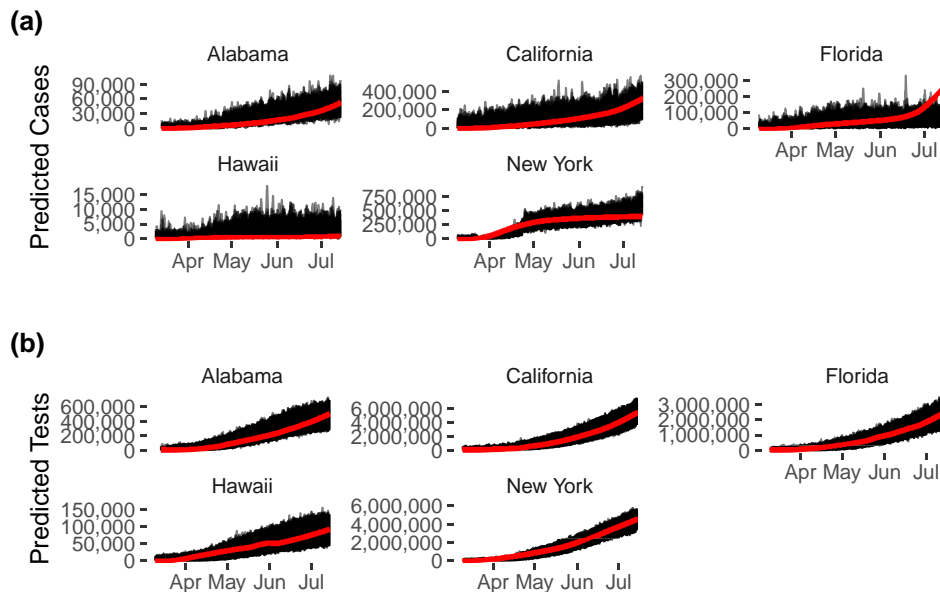 (a)
Predicted Cases
Alabama
90,000
60,000
30,000
0
California
400,000
200,000
0
Florida
300,000
200,000
100,000
0
Apr May Jun Jul
Hawaii
15,000
10,000
5,000
0
Apr May Jun Jul
New York
750,000
500,000
250,000
0
Apr May Jun Jul
(b)
Predicted Tests
Alabama
600,000
400,000
200,000
0
California
6,000,000
4,000,000
2,000,000
0
Florida
3,000,000
2,000,000
1,000,000
0
Apr May Jun Jul
Hawaii
150,000
100,000
50,000
0
Apr May Jun Jul
New York
6,000,000
4,000,000
2,000,000
0
Apr May Jun Jul